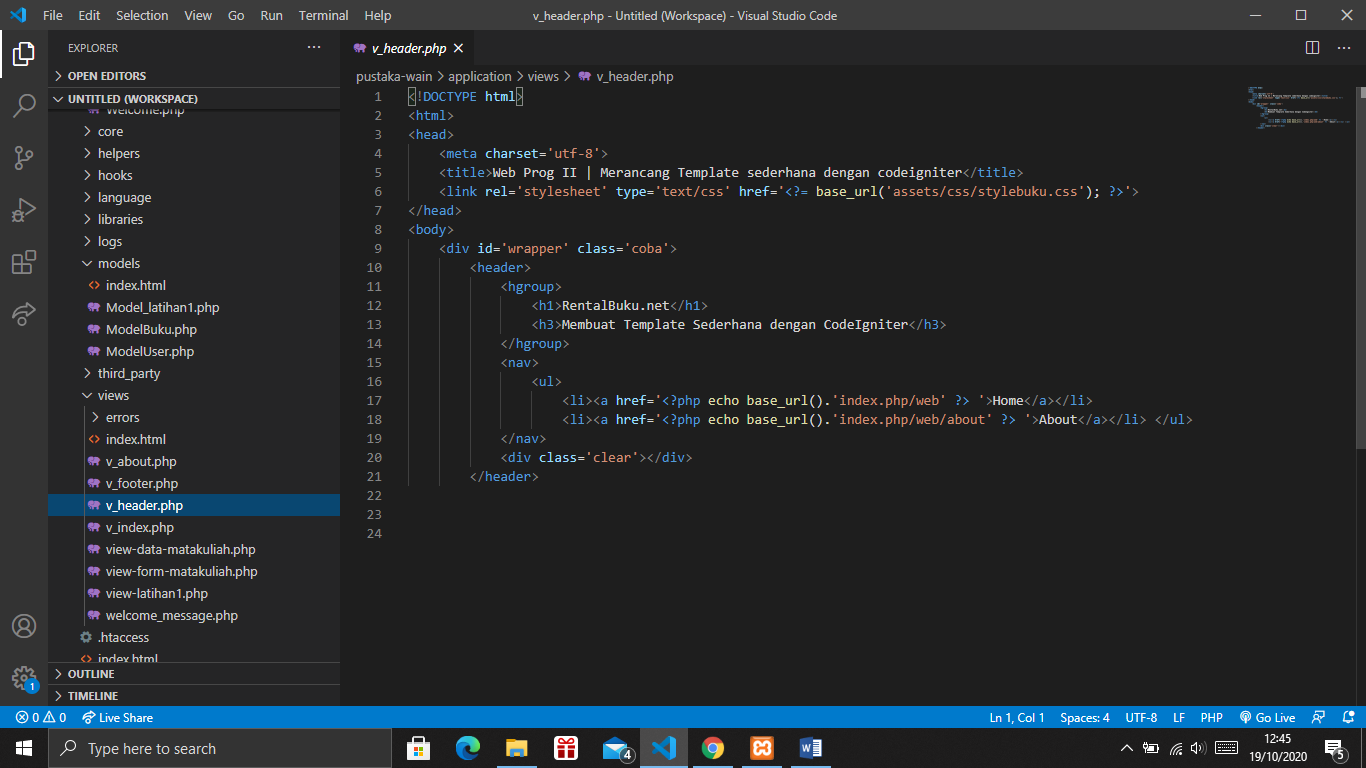 File Edit Selection View Go Run Terminal Help v_header.php - Untitled (Workspace) - Visual Studio Code
EXPLORER
OPEN EDITORS
UNTITLED (WORKSPACE)
Welcome.php
core
helpers
hooks
language
libraries
logs
models
index.html
Model_latihan1.php
ModelBuku.php
ModelUser.php
third_party
views
errors
index.html
v_about.php
v_footer.php
v_header.php
v_index.php
view-data-matakuliah.php
view-form-matakuliah.php
view-latihan1.php
welcome_message.php
.htaccess
index.html
OUTLINE
TIMELINE
1
v_header.php
pustaka-wain > application > views > v_header.php
1 <!DOCTYPE html>
2 <html>
3 <head>
4 <meta charset='utf-8'>
5 <title>Web Prog II | Merancang Template sederhana dengan codeigniter</title>
6 <link rel='stylesheet' type='text/css' href='<?= base_url('assets/css/stylebuku.css'); ?>'>
7 </head>
8 <body>
9 <div id='wrapper' class='coba'>
10 <header>
11 <hgroup>
12 <h1>RentalBuku.net</h1>
13 <h3>Membuat Template Sederhana dengan CodeIgniter</h3>
14 </hgroup>
15 <nav>
16 <ul>
17 <li><a href='<?php echo base_url().'index.php/web' ?> '>Home</a></li>
18 <li><a href='<?php echo base_url().'index.php/web/about' ?> '>About</a></li> </ul>
19 </nav>
20 <div class='clear'></div>
21 </header>
22
23
24
0 0 Live Share Ln 1, Col 1 Spaces: 4 UTF-8 LF PHP Go Live
Type here to search 4 12:45
19/10/2020 5